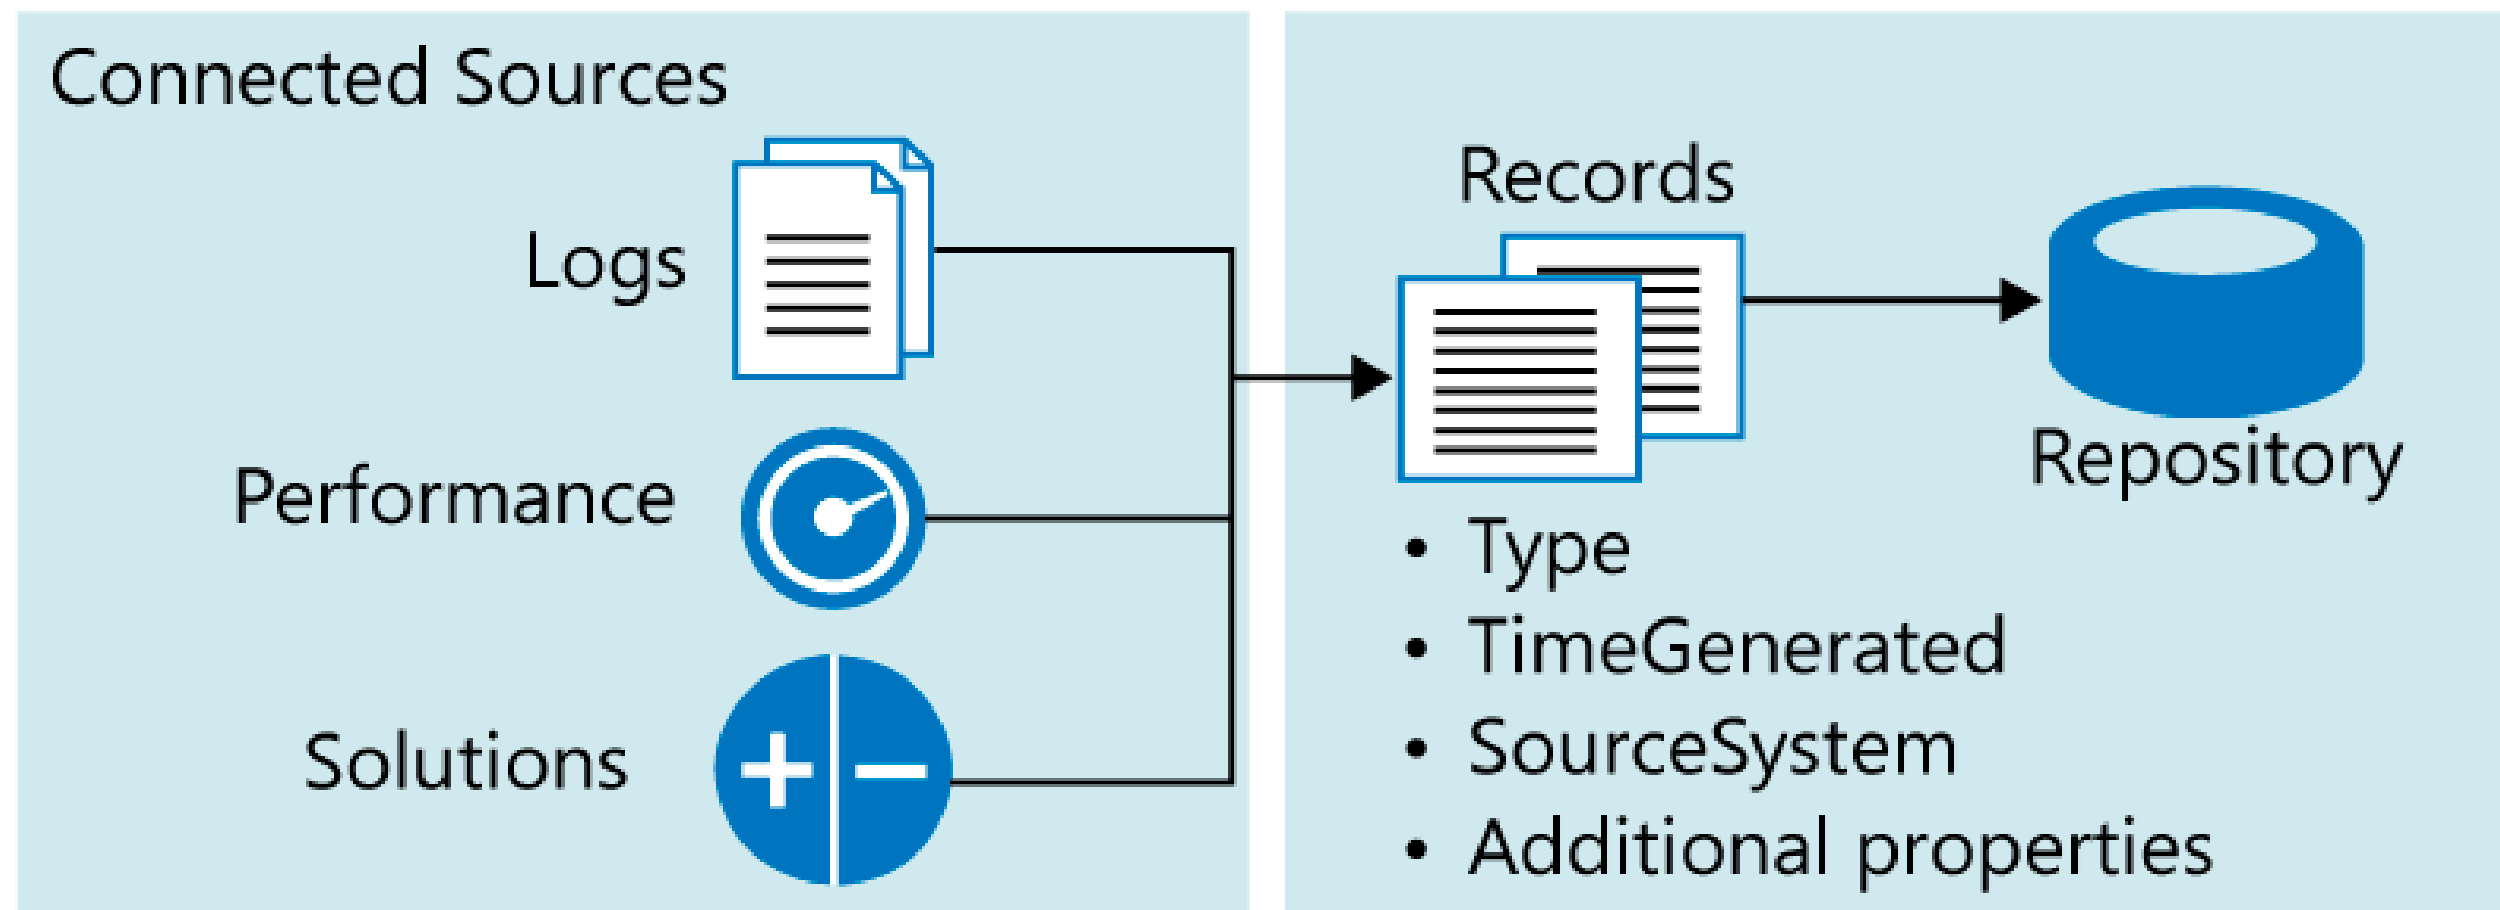 Connected Sources
Logs
Performance
Solutions
Records
Repository
• Type
• TimeGenerated
• SourceSystem
• Additional properties